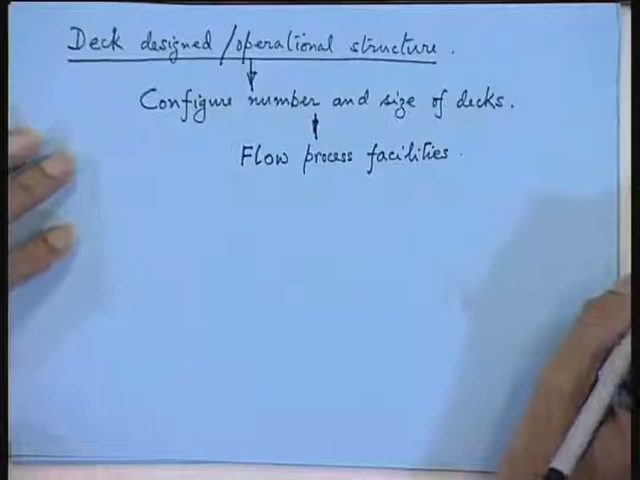 Deck designed/operational structure.
Configure number and size of decks.
Flow process facilities.